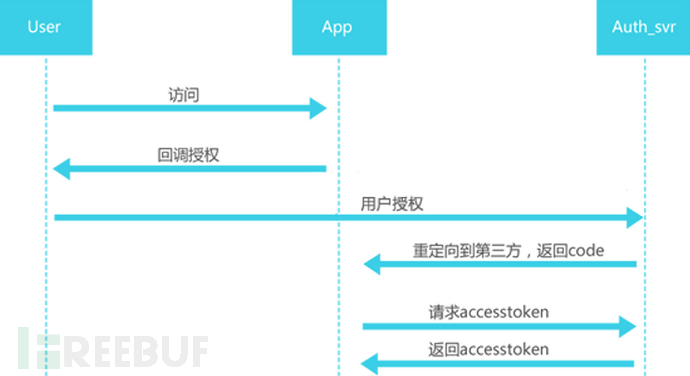 User
App
Auth_svr
访问
回调授权
用户授权
重定向到第三方，返回code
请求accesstoken
返回accesstoken
FREEBUF